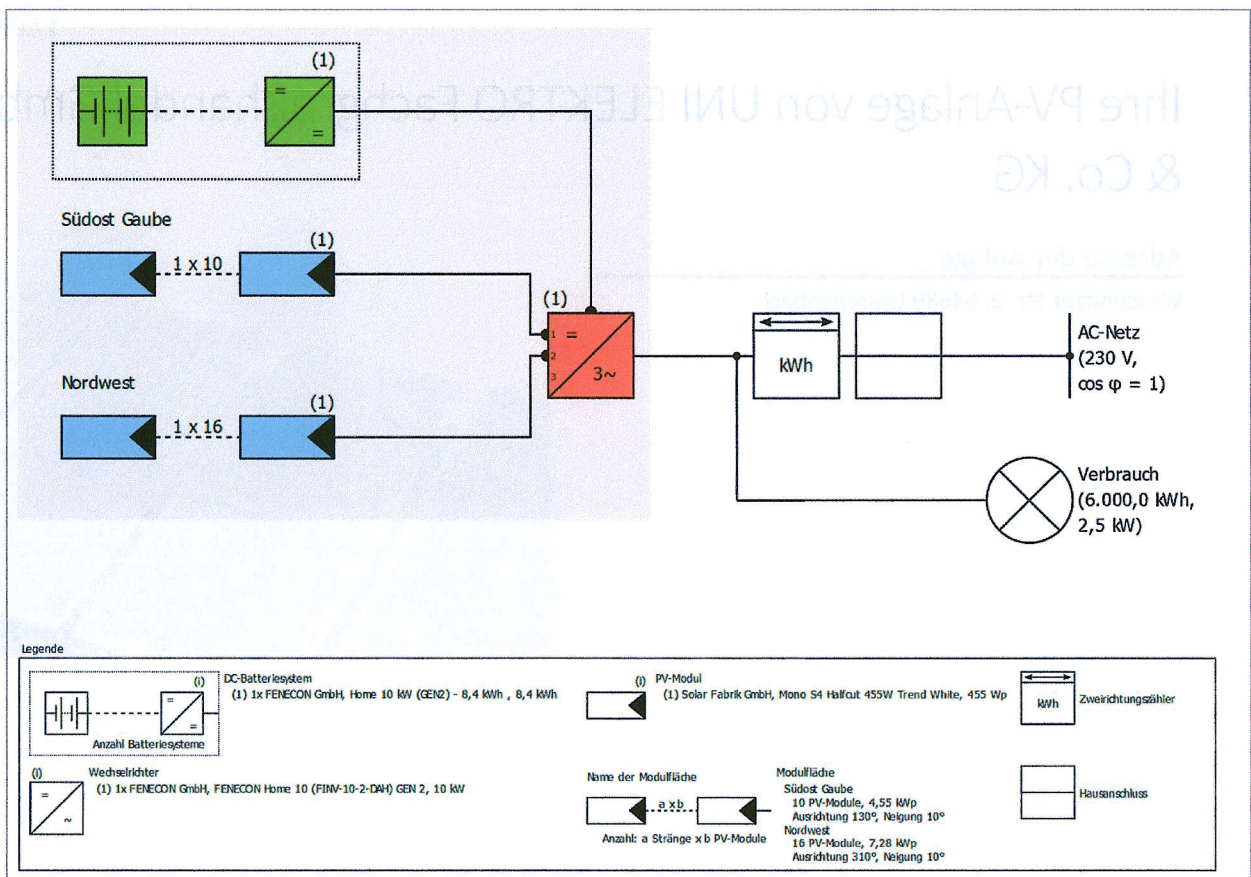 (1)
Südost Gaube
1 x 10
(1)
(1)
1 =
2
3
3~
Nordwest
1 x 16
(1)
kWh
AC-Netz
(230 V,
cos φ = 1)
Verbrauch
(6.000,0 kWh,
2,5 kW)
Ihre PV-Anlage von UNI ELEKTRO Fachgroßhandel GmbH
& Co. KG
Adresse der Anlage
Legende
(i)
Anzahl Batteriesysteme
DC-Batteriesystem
(1) 1x FENECON GmbH, Home 10 kW (GEN2) - 8,4 kWh , 8,4 kWh
(i)
Wechselrichter
(1) 1x FENECON GmbH, FENECON Home 10 (FINV-10-2-DAH) GEN 2, 10 kW
(i)
PV-Modul
(1) Solar Fabrik GmbH, Mono S4 Halfcut 455W Trend White, 455 Wp
Name der Modulfläche
a x b
Anzahl: a Stränge x b PV-Module
Modulfläche
Südost Gaube
10 PV-Module, 4,55 kWp
Ausrichtung 130°, Neigung 10°
Nordwest
16 PV-Module, 7,28 kWp
Ausrichtung 310°, Neigung 10°
kWh
Zweirichtungszähler
Hausanschluss